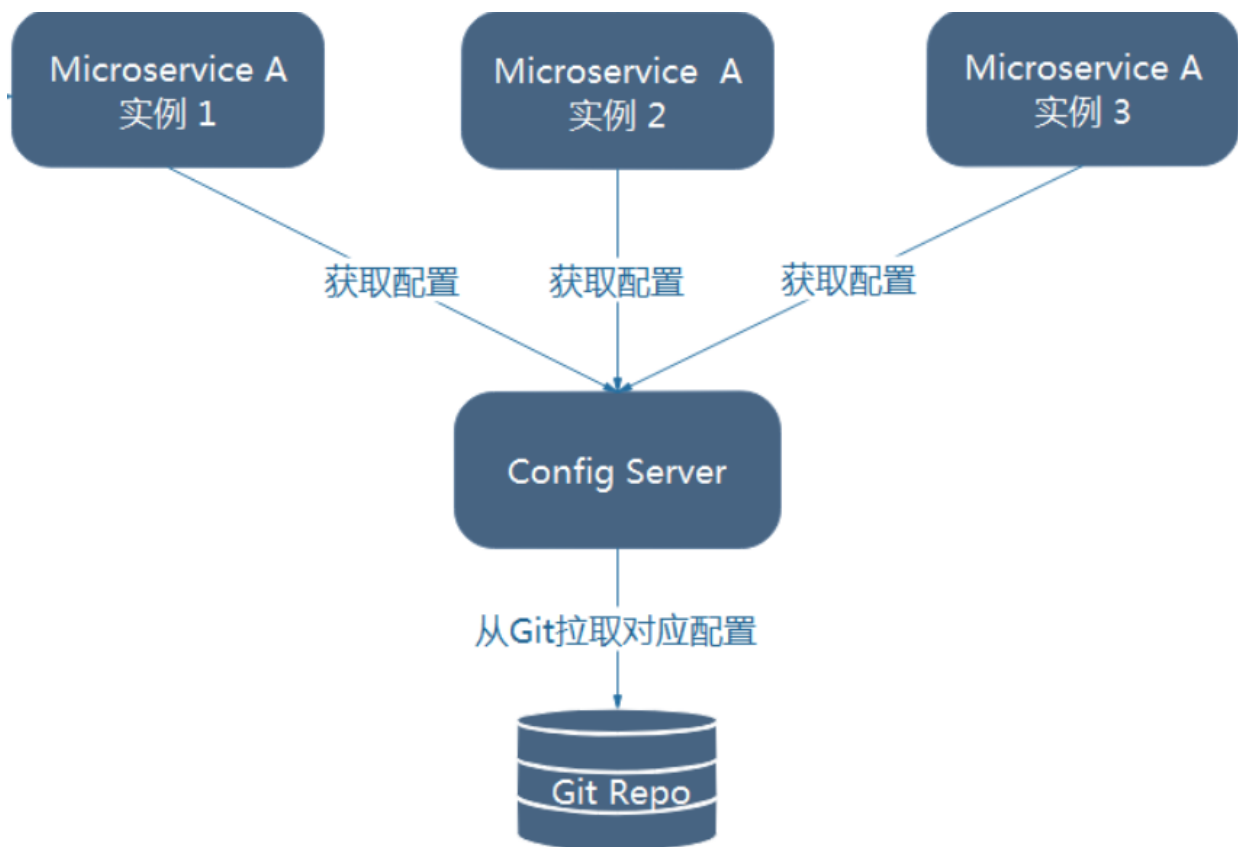 Microservice A
实例 1
Microservice A
实例 2
Microservice A
实例 3
获取配置
获取配置
获取配置
Config Server
从Git拉取对应配置
Git Repo